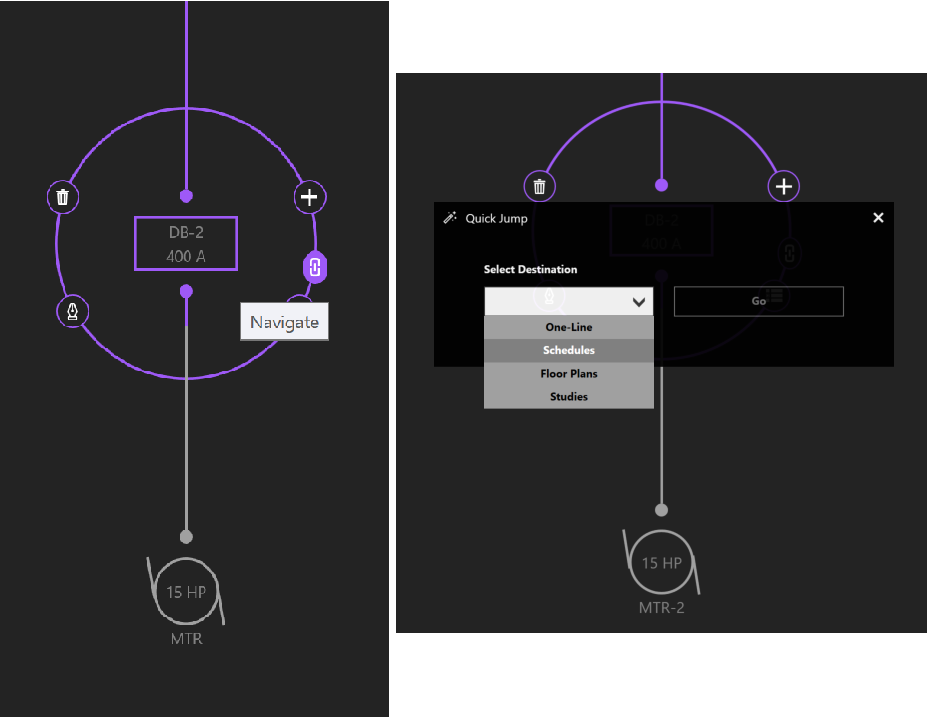 DB-2
400 A
Navigate
15 HP
MTR
Quick Jump
DB-2
400 A
Select Destination
Go
One-Line
Schedules
Floor Plans
Studies
15 HP
MTR-2